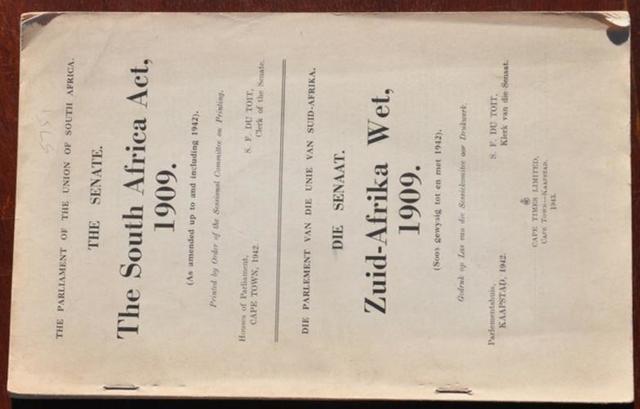 THE PARLIAMENT OF THE UNION OF SOUTH AFRICA.
THE SENATE.
The South Africa Act,
1909.
(As amended up to and including 1942).
Printed by Order of the Sessional Committee on Printing.
S. F. DU TOIT,
Clerk of the Senate.
Houses of Parliament,
CAPE TOWN, 1942.
DIE PARLEMENT VAN DIE UNIE VAN SUID-AFRIKA.
DIE SENAAT.
Zuid-Afrika Wet,
1909.
(Soos gewysig tot en met 1942).
Gedruk op Las van die Sessiekomitee oor Drukwerk.
S. F. DU TOIT,
Klerk van die Senaat.
Parlementshuis,
KAAPSTAD, 1942.
CAPE TIMES LIMITED,
CAPE TOWN—KAAPSTAD.